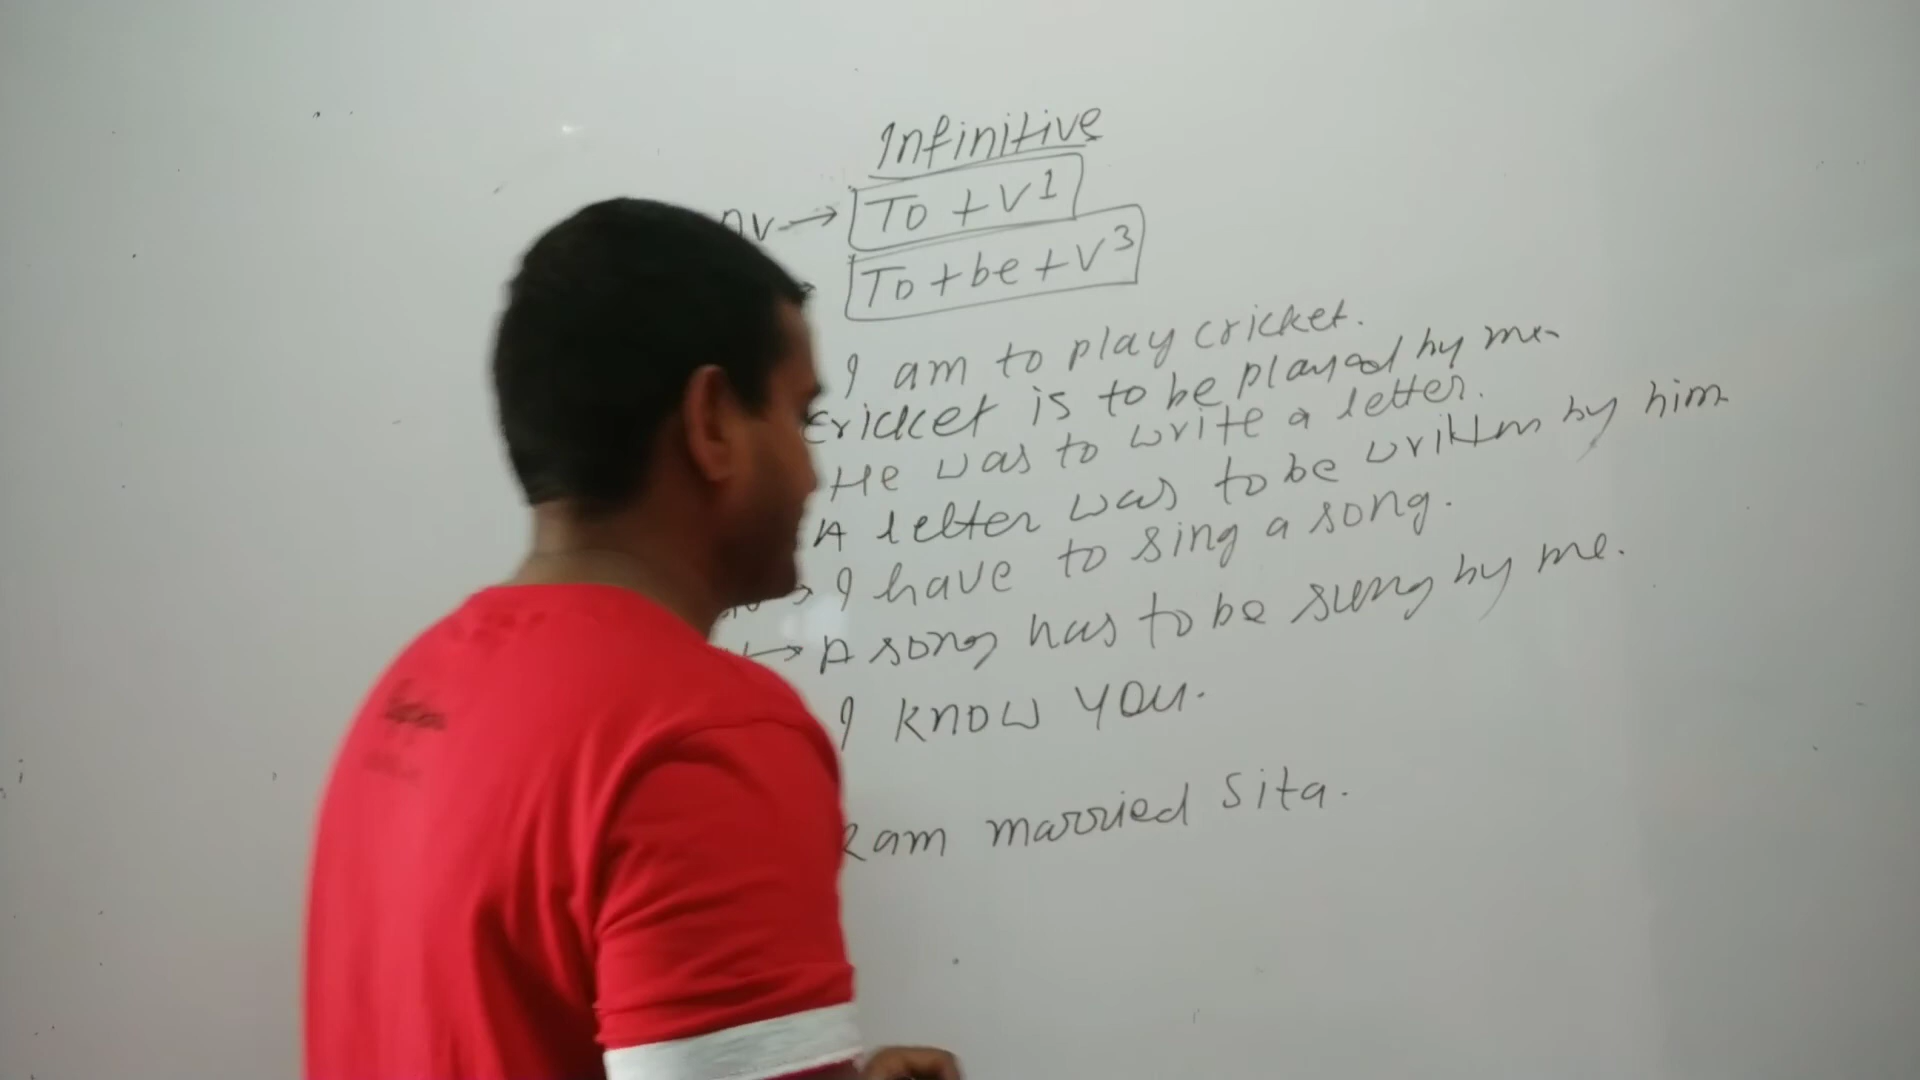 Infinitive
To + V1
To + be + V3
I am to play cricket.
Cricket is to be played by me.
He was to write a letter.
A letter was to be written by him
I have to sing a song.
A song has to be sung by me.
I know you.
Ram married Sita.